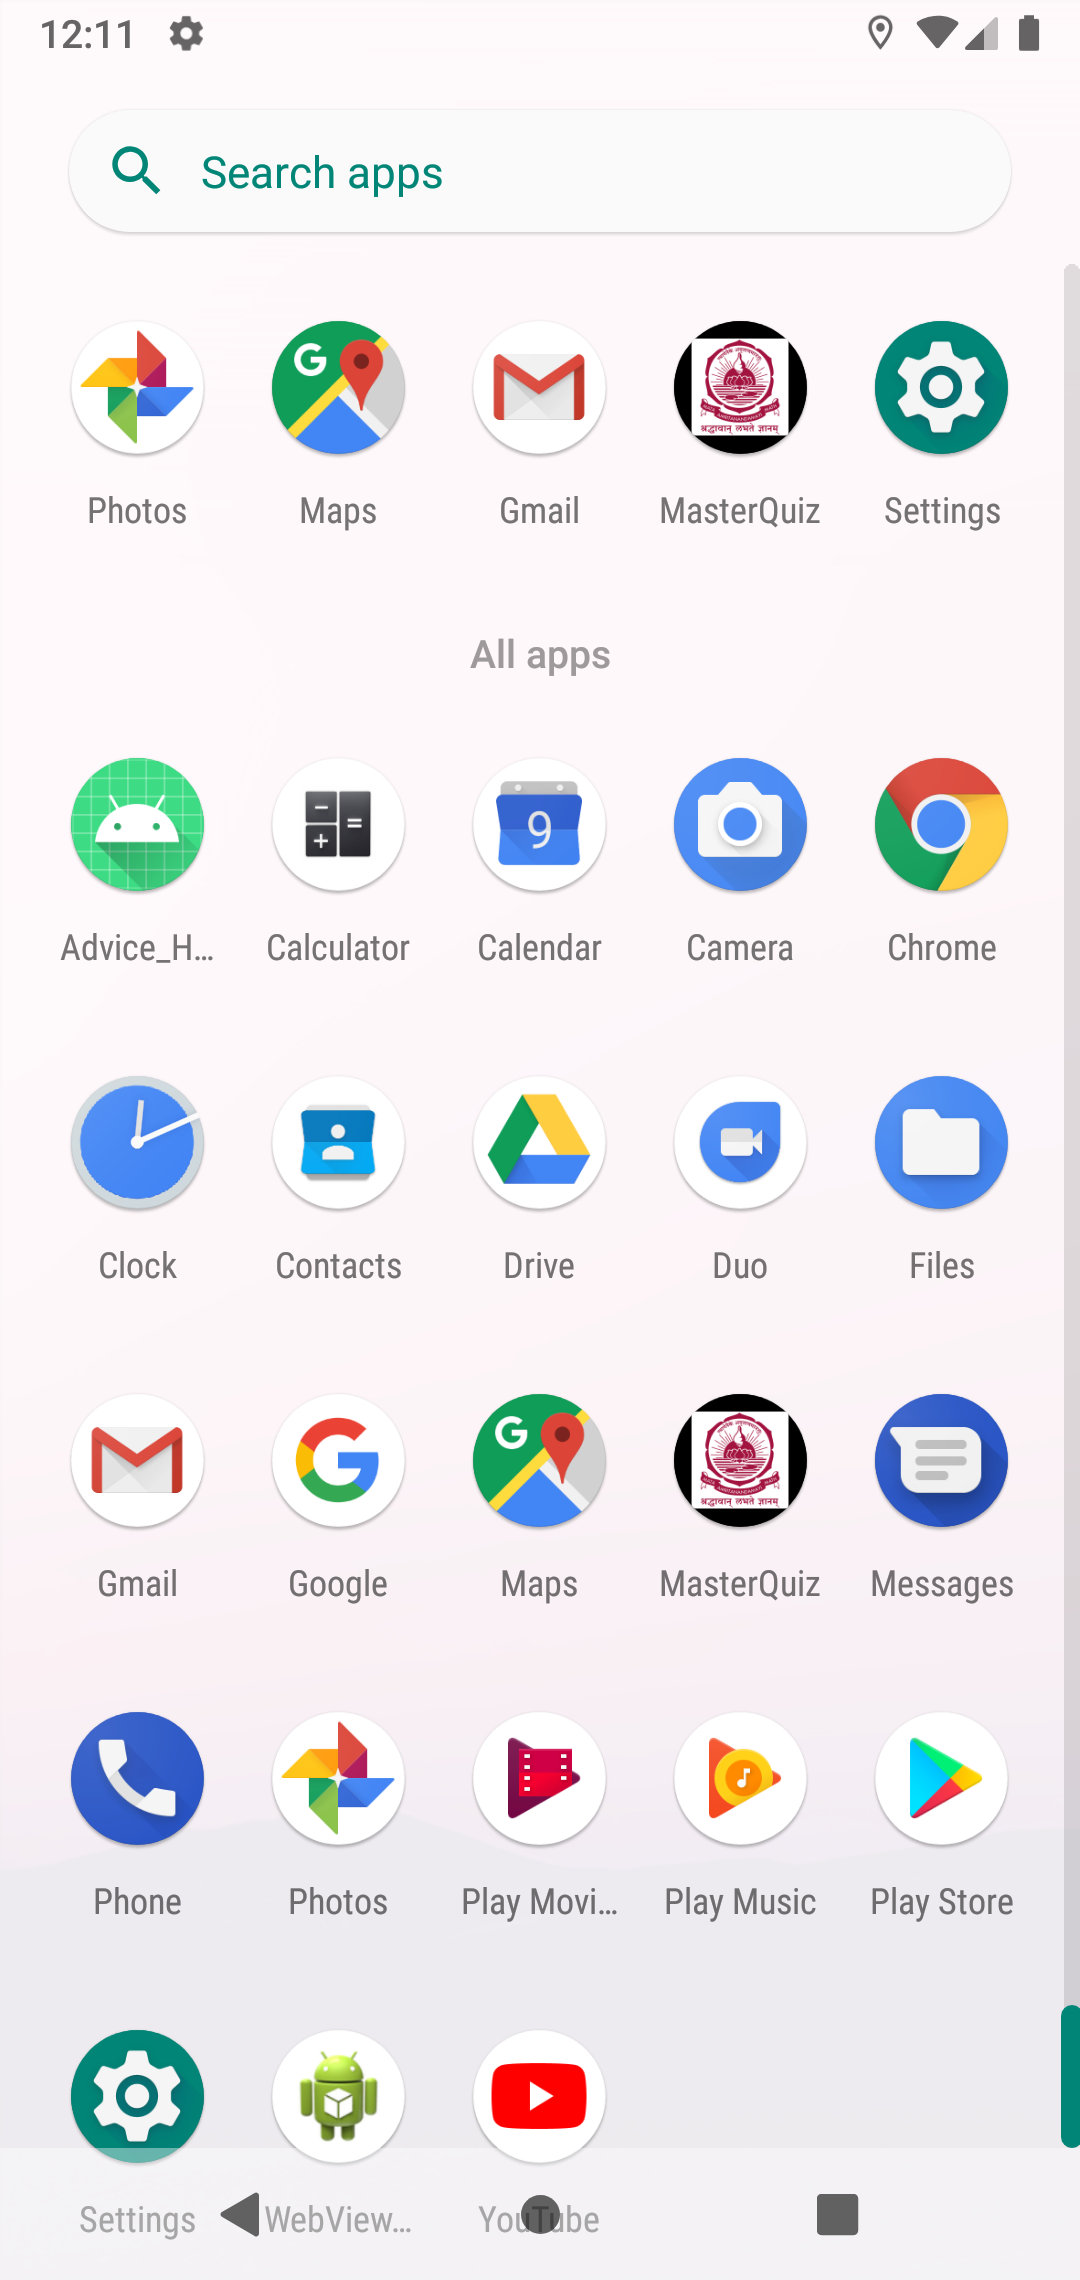 12:11
Search apps
Photos
Maps
Gmail
MasterQuiz
Settings
All apps
Advice_H...
Calculator
9
Calendar
Camera
Chrome
Clock
Contacts
Drive
Duo
Files
Gmail
Google
Maps
MasterQuiz
Messages
Phone
Photos
Play Movi...
Play Music
Play Store
Settings
WebView...
YouTube